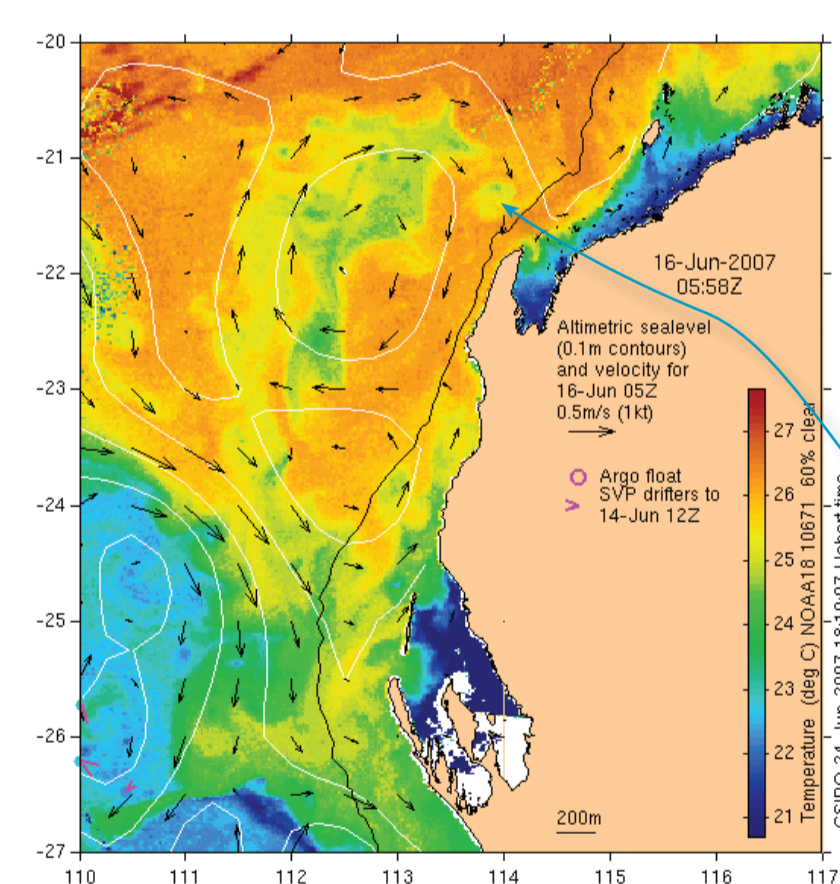 -20
-21
-22
-23
-24
-25
-26
-27
110
111
112
113
114
115
116
117
16-Jun-2007
05:58Z
Altimetric sealevel
(0.1m contours)
and velocity for
16-Jun 05Z
0.5m/s (1kt)
Argo float
SVP drifters to
14-Jun 12Z
200m
27
26
25
24
23
22
21
Temperature (deg C) NOAA18 10671 60% clear